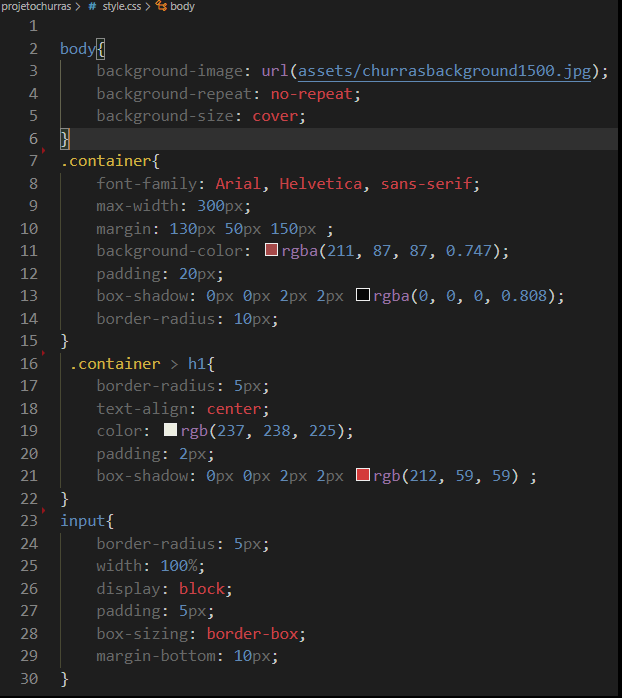 projetochurras > # style.css > body
1
2 body{
3 background-image: url(assets/churrasbackground1500.jpg);
4 background-repeat: no-repeat;
5 background-size: cover;
6 }
7 .container{
8 font-family: Arial, Helvetica, sans-serif;
9 max-width: 300px;
10 margin: 130px 50px 150px ;
11 background-color: rgba(211, 87, 87, 0.747);
12 padding: 20px;
13 box-shadow: 0px 0px 2px 2px rgba(0, 0, 0, 0.808);
14 border-radius: 10px;
15 }
16 .container > h1{
17 border-radius: 5px;
18 text-align: center;
19 color: rgb(237, 238, 225);
20 padding: 2px;
21 box-shadow: 0px 0px 2px 2px rgb(212, 59, 59) ;
22 }
23 input{
24 border-radius: 5px;
25 width: 100%;
26 display: block;
27 padding: 5px;
28 box-sizing: border-box;
29 margin-bottom: 10px;
30 }